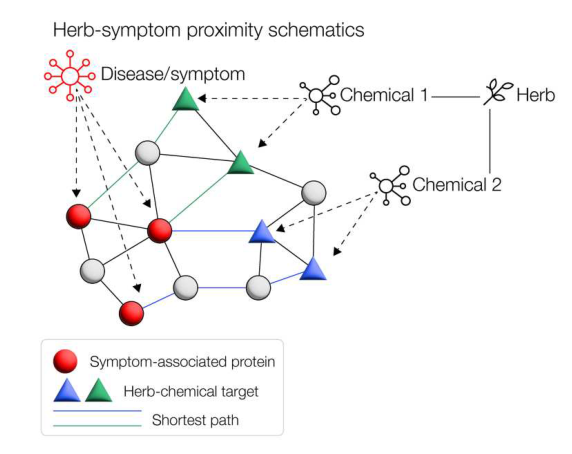 Herb-symptom proximity schematics
Disease/symptom
Chemical 1
Herb
Chemical 2
Symptom-associated protein
Herb-chemical target
Shortest path